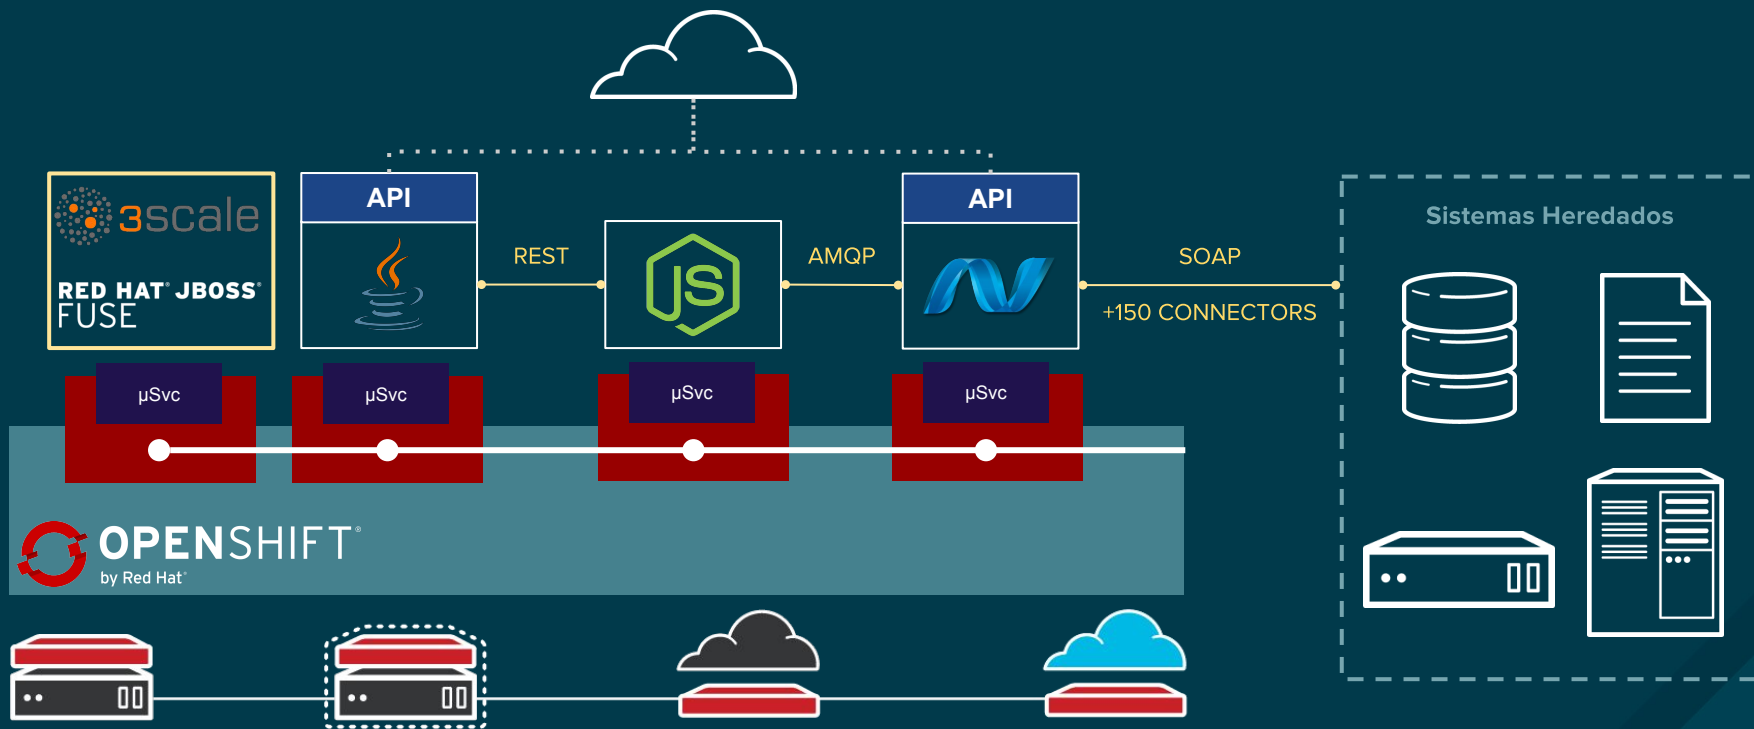 3scale
RED HAT® JBOSS®
FUSE
API
REST
JS
AMQP
API
SOAP
+150 CONNECTORS
Sistemas Heredados
µSvc
µSvc
µSvc
µSvc
OPENSHIFT®
by Red Hat®